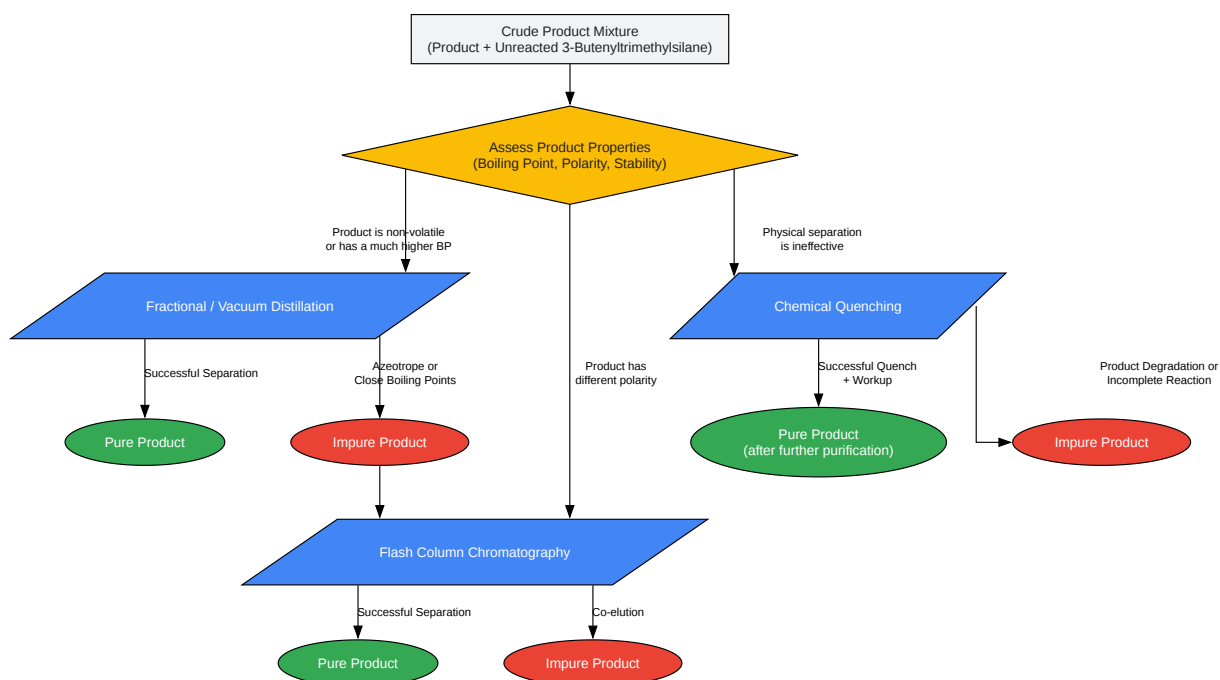 Crude Product Mixture
(Product + Unreacted 3-Butenyltrimethylsilane)
Assess Product Properties
(Boiling Point, Polarity, Stability)
Product is non-volatile
or has a much higher BP
Physical separation
is ineffective
Fractional / Vacuum Distillation
Chemical Quenching
Successful Separation
Azeotrope or
Close Boiling Points
Product has
different polarity
Successful Quench
+ Workup
Product Degradation or
Incomplete Reaction
Pure Product
Impure Product
Pure Product
(after further purification)
Impure Product
Flash Column Chromatography
Successful Separation
Co-elution
Pure Product
Impure Product